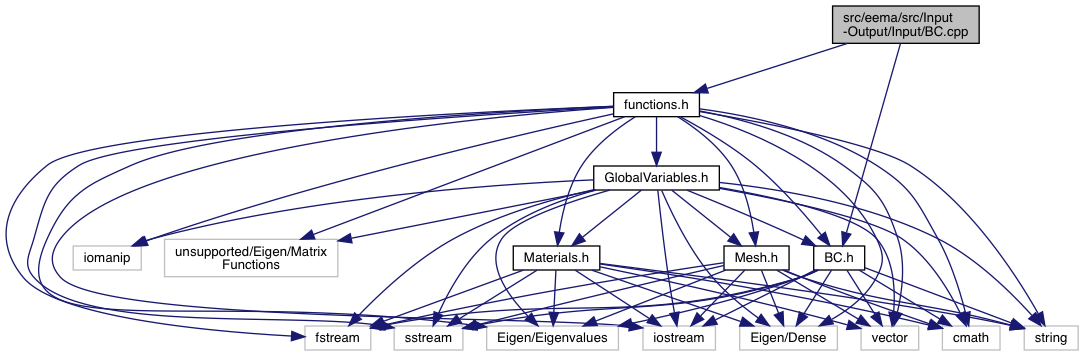 src/eema/src/Input
-Output/Input/BC.cpp
functions.h
GlobalVariables.h
iomanip
unsupported/Eigen/Matrix
Functions
Materials.h
Mesh.h
BC.h
fstream
sstream
Eigen/Eigenvalues
iostream
Eigen/Dense
vector
cmath
string